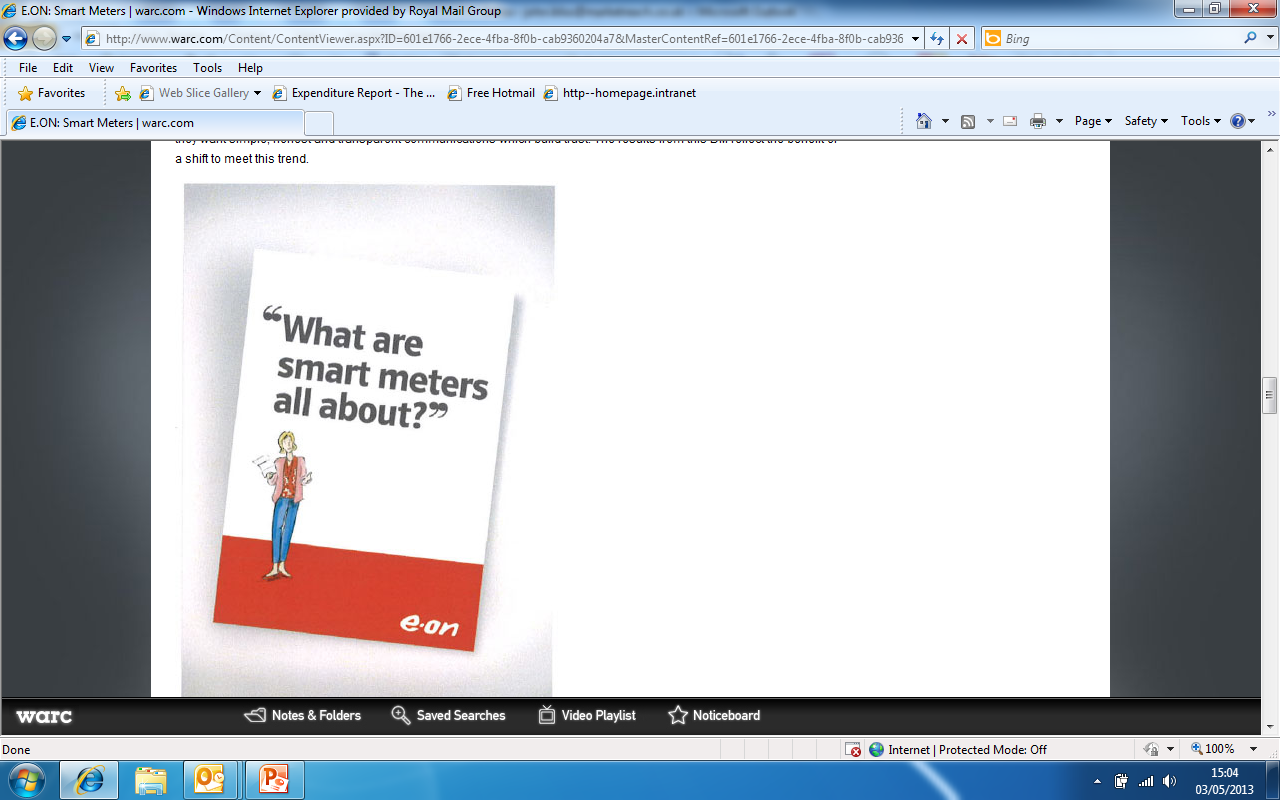 E.ON: Smart Meters | warc.com - Windows Internet Explorer provided by Royal Mail Group
http://www.warc.com/Content/ContentViewer.aspx?ID=601e1766-2ece-4fba-8f0b-cab9360204a7&MasterContentRef=601e1766-2ece-4fba-8f0b-cab936
Bing
File Edit View Favorites Tools Help
Favorites Web Slice Gallery Expenditure Report - The ... Free Hotmail http--homepage.intranet
E.ON: Smart Meters | warc.com
Page Safety Tools
a shift to meet this trend.
“What are
smart meters
all about?”
e·on
warc Notes & Folders Saved Searches Video Playlist Noticeboard
Done Internet | Protected Mode: Off 100%
15:04
03/05/2013